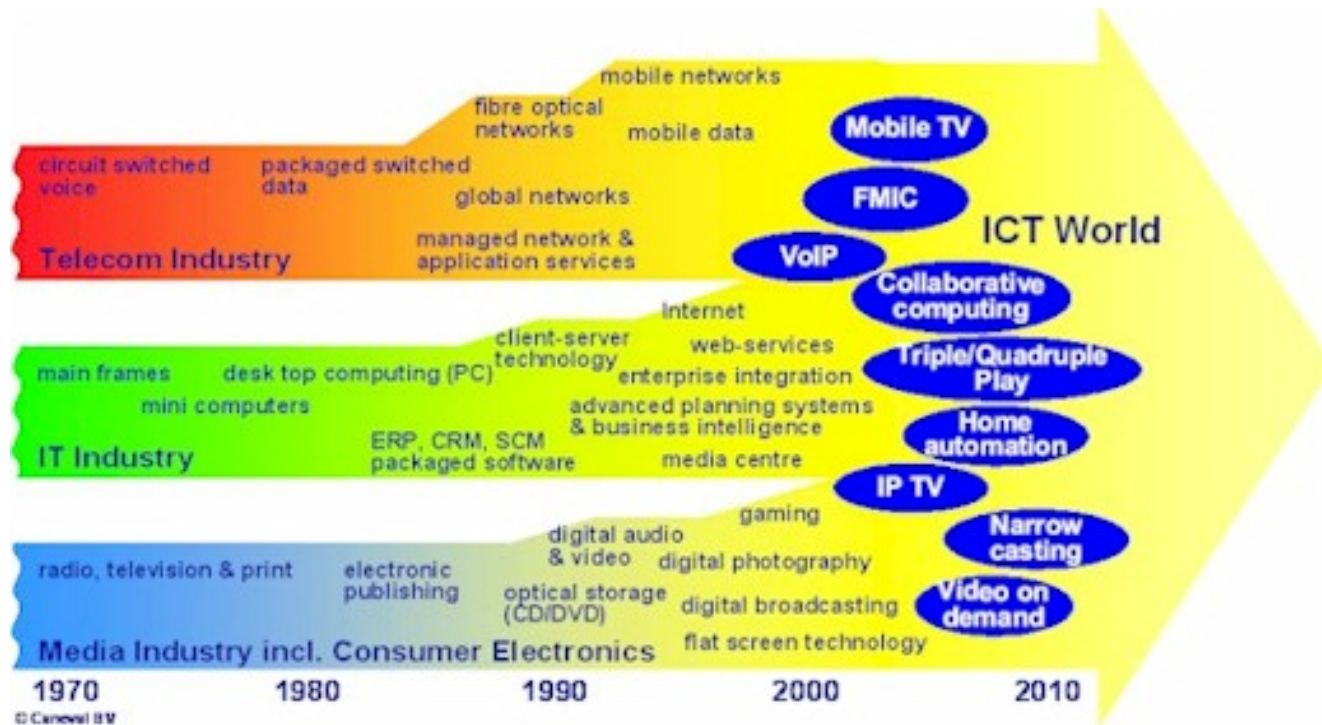 mobile networks
fibre optical
networks
mobile data
Mobile TV
circuit switched
voice
packaged switched
data
global networks
FMIC
ICT World
managed network &
application services
Telecom Industry
VoIP
Collaborative
computing
Internet
client-server
technology
web-services
Triple/Quadruple
Play
main frames
desk top computing (PC)
enterprise integration
mini computers
advanced planning systems
& business intelligence
Home
automation
ERP, CRM, SCM
packaged software
IT Industry
media centre
IP TV
gaming
digital audio
& video
Narrow
casting
radio, television & print
electronic
publishing
digital photography
optical storage
(CD/DVD)
digital broadcasting
Video on
demand
flat screen technology
Media Industry incl. Consumer Electronics
1970
1980
1990
2000
2010
©